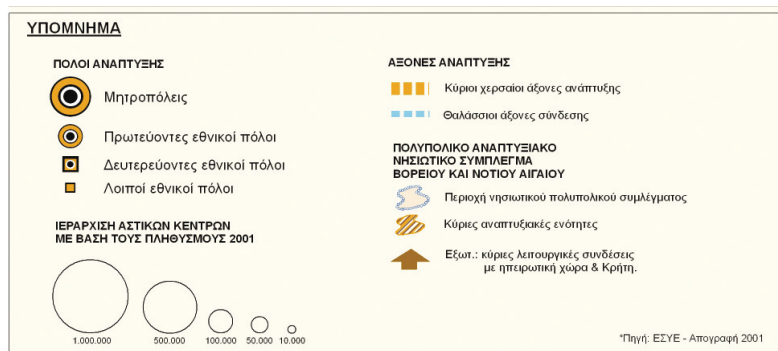 ΥΠΟΜΝΗΜΑ
ΠΟΛΟΙ ΑΝΑΠΤΥΞΗΣ
Μητροπόλεις
Πρωτεύοντες εθνικοί πόλοι
Δευτερεύοντες εθνικοί πόλοι
Λοιποί εθνικοί πόλοι
ΙΕΡΑΡΧΙΣΗ ΑΣΤΙΚΩΝ ΚΕΝΤΡΩΝ
ΜΕ ΒΑΣΗ ΤΟΥΣ ΠΛΗΘΥΣΜΟΥΣ 2001
1.000.000
500.000
100.000
50.000
10.000
ΑΞΟΝΕΣ ΑΝΑΠΤΥΞΗΣ
Κύριοι χερσαίοι άξονες ανάπτυξης
Θαλάσσιοι άξονες σύνδεσης
ΠΟΛΥΠΟΛΙΚΟ ΑΝΑΠΤΥΞΙΑΚΟ
ΝΗΣΙΩΤΙΚΟ ΣΥΜΠΛΕΓΜΑ
ΒΟΡΕΙΟΥ ΚΑΙ ΝΟΤΙΟΥ ΑΙΓΑΙΟΥ
Περιοχή νησιωτικού πολυπολικού συμλέγματος
Κύριες αναπτυξιακές ενότητες
Εξωτ.: κύριες λειτουργικές συνδέσεις
με ηπειρωτική χώρα & Κρήτη.
*Πηγή: ΕΣΥΕ - Απογραφή 2001